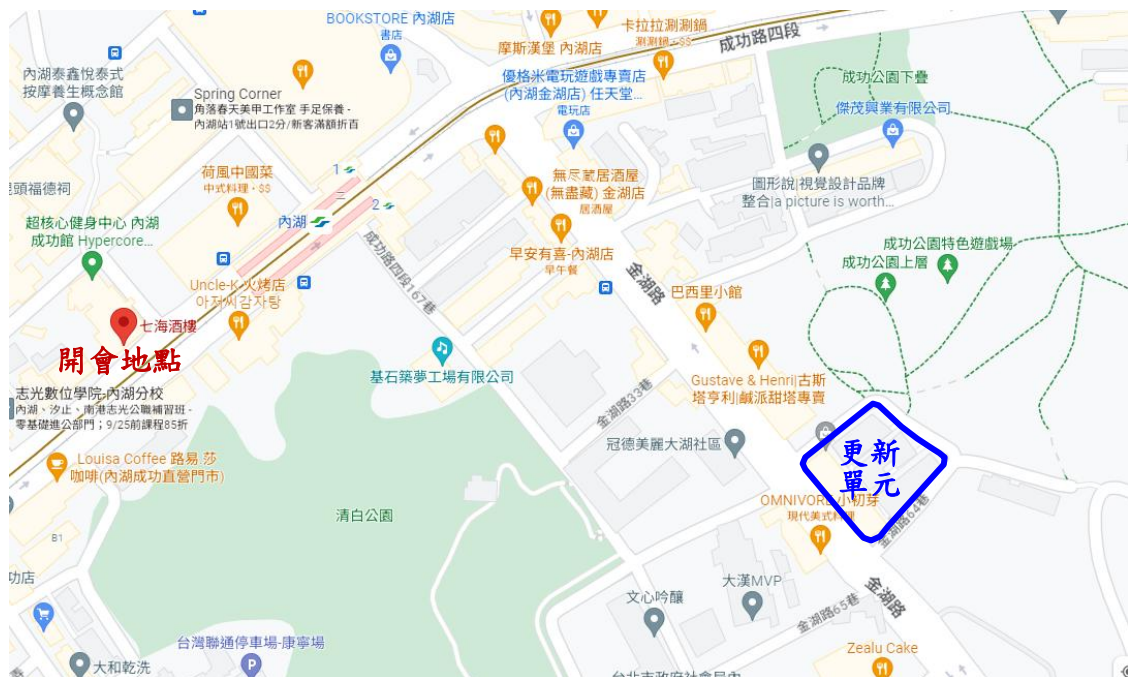 BOOKSTORE 內湖店
書店
卡拉拉涮涮鍋
涮涮鍋・$$
摩斯漢堡 內湖店
成功路四段
內湖泰鑫悅泰式
按摩養生概念館
Spring Corner
角落春天美甲工作室 手足保養 -
內湖站1號出口2分/新客滿額折百
優格米電玩遊戲專賣店
(內湖金湖店) 任天堂...
電玩店
成功公園下疊
傑茂興業有限公司
荷風中國菜
中式料理・$$
1
無尽蔵居酒屋
(無盡藏) 金湖店
居酒屋
圖形說|視覺設計品牌
整合|a picture is worth...
頭福德祠
2
超核心健身中心 內湖
成功館 Hypercore...
內湖
成功路四段167巷
早安有喜-內湖店
早午餐
金湖路
成功公園特色遊戲場
成功公園上層
Uncle-K 火烤店
아저씨감자탕
巴西里小館
七海酒樓
開會地點
基石築夢工場有限公司
Gustave & Henri|古斯
塔亨利|鹹派甜塔專賣
志光數位學院-內湖分校
內湖、汐止、南港志光公職補習班 -
零基礎進公部門；9/25前課程85折
金湖路33巷
冠德美麗大湖社區
更新
單元
Louisa Coffee 路易.莎
咖啡(內湖成功直營門市)
OMNIVORE 小初芽
現代美式料理
金湖路64巷
清白公園
B1
功店
大漢MVP
文心吟釀
金湖路65巷
金湖路
台灣聯通停車場-康寧場
Zealu Cake
大和乾洗
台北市政府社會局內